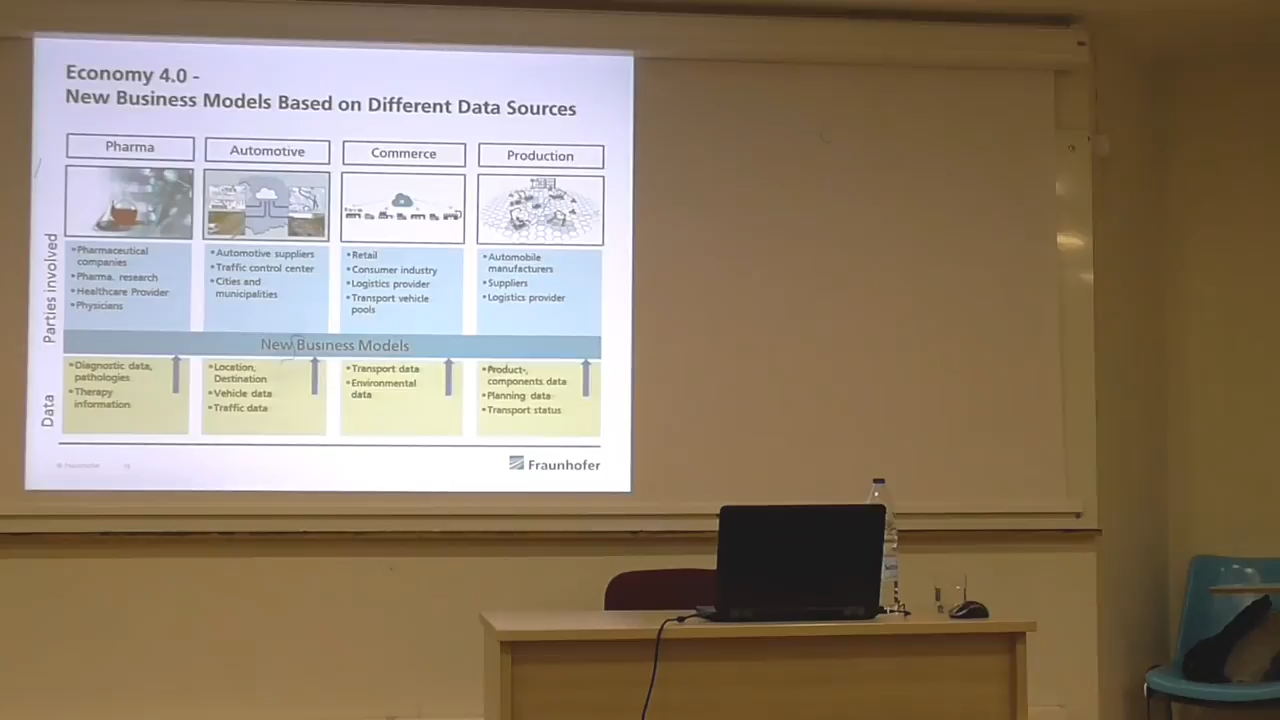 Economy 4.0 -
New Business Models Based on Different Data Sources
Pharma
Automotive
Commerce
Production
Parties involved
•Pharmaceutical
companies
•Pharma. research
•Healthcare Provider
•Physicians
•Automotive suppliers
•Traffic control center
•Cities and
municipalities
•Retail
•Consumer industry
•Logistics provider
•Transport vehicle
pools
•Automobile
manufacturers
•Suppliers
•Logistics provider
New Business Models
Data
•Diagnostic data,
pathologies
•Therapy
information
•Location,
Destination
•Vehicle data
•Traffic data
•Transport data
•Environmental
data
•Product-,
components data
•Planning data
•Transport status
© Fraunhofer
Fraunhofer